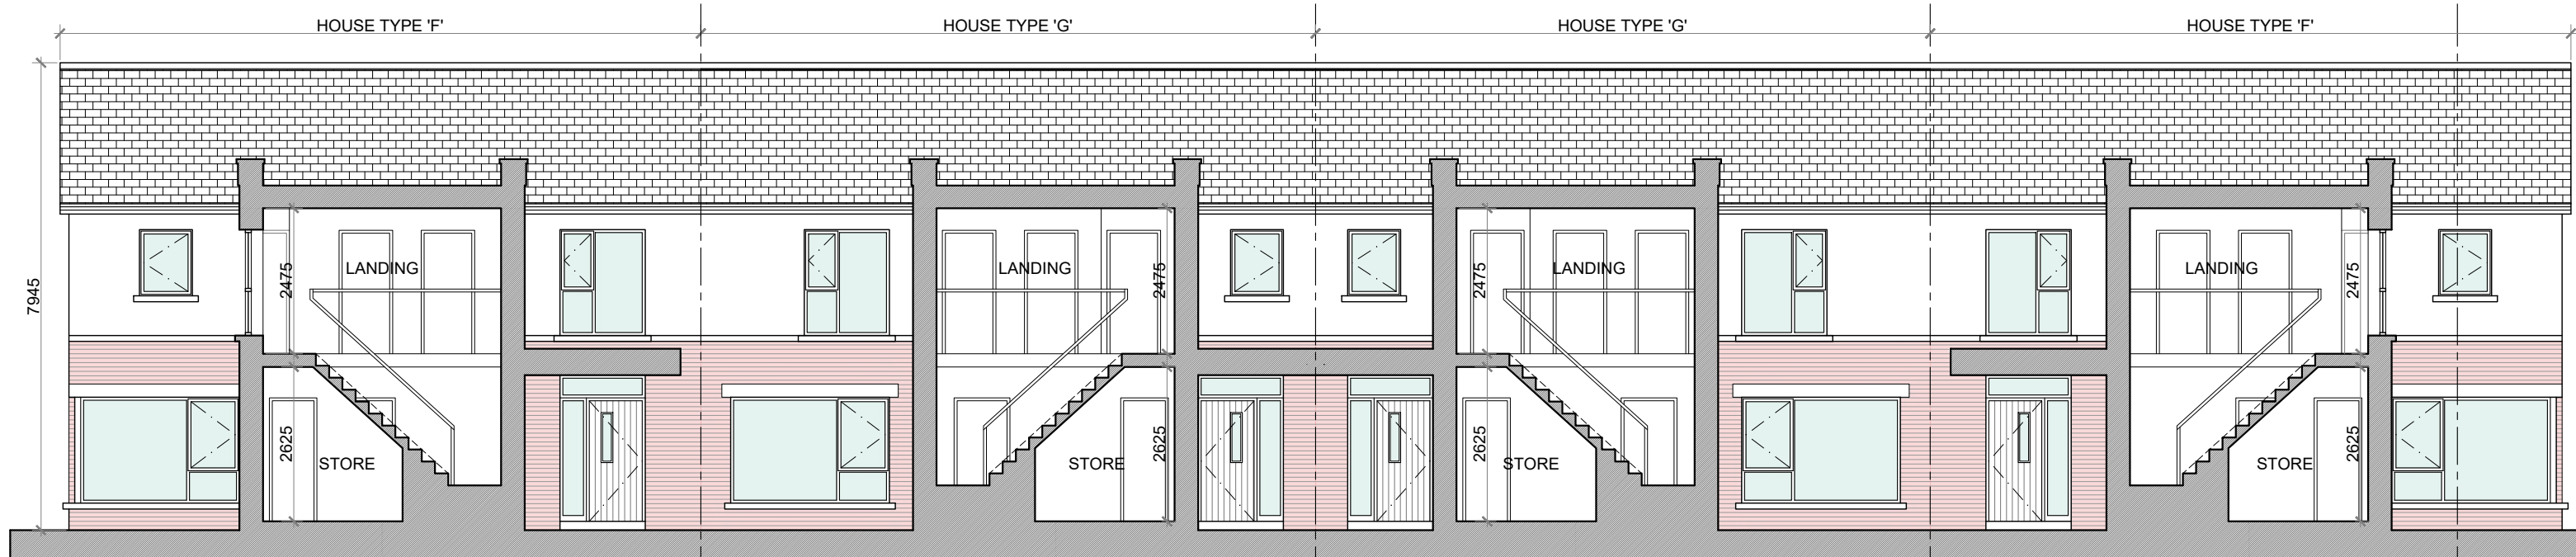 HOUSE TYPE 'F'
HOUSE TYPE 'G'
HOUSE TYPE 'G'
HOUSE TYPE 'F'
7945
2475
LANDING
LANDING
2475
2475
LANDING
LANDING
2475
2625
STORE
STORE
2625
2625
STORE
STORE
2625